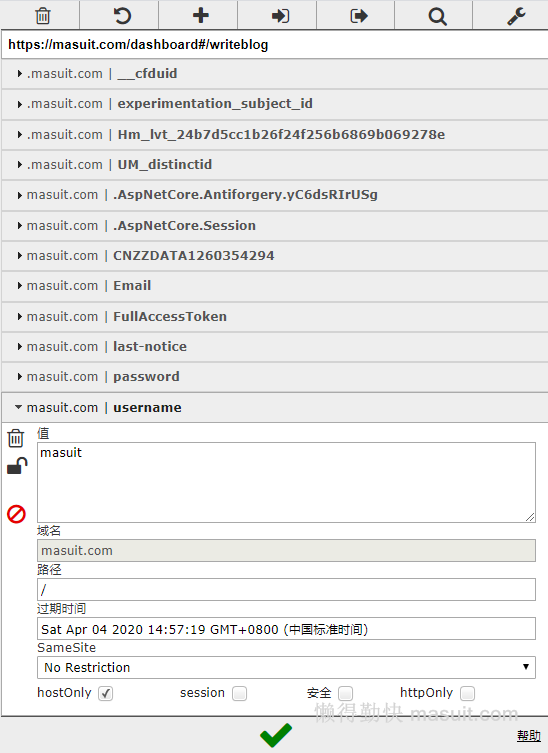 https://masuit.com/dashboard#/writeblog
.masuit.com | __cfduid
.masuit.com | experimentation_subject_id
.masuit.com | Hm_lvt_24b7d5cc1b26f24f256b6869b069278e
.masuit.com | UM_distinctid
masuit.com | .AspNetCore.Antiforgery.yC6dsRIrUSg
masuit.com | .AspNetCore.Session
masuit.com | CNZZDATA1260354294
masuit.com | Email
masuit.com | FullAccessToken
masuit.com | last-notice
masuit.com | password
masuit.com | username
值
masuit
域名
masuit.com
路径
/
过期时间
Sat Apr 04 2020 14:57:19 GMT+0800 (中国标准时间)
SameSite
No Restriction
hostOnly session 安全 httpOnly
懒得勤快 masuit.com
帮助